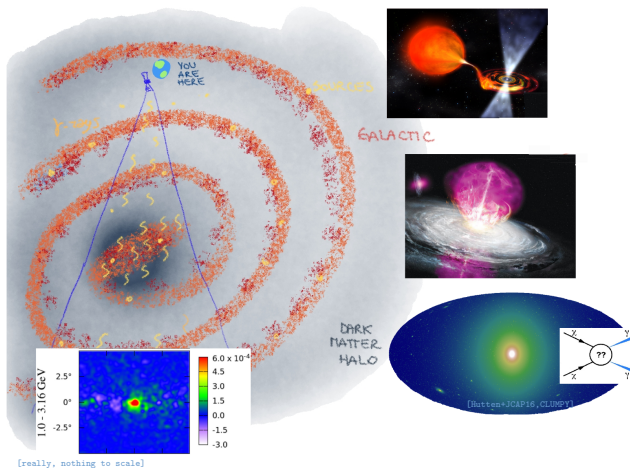 YOU
ARE
HERE
SOURCES
γ-rays
GALACTIC
DARK
MATTER
HALO
χ
γ
??
χ
γ
[Hutten+JCAP16,CLUMPY]
1.0 - 3.16 GeV
2.5°
0°
-2.5°
6.0 x 10⁻⁴
4.5
3.0
1.5
0.0
-1.5
-3.0
[really, nothing to scale]